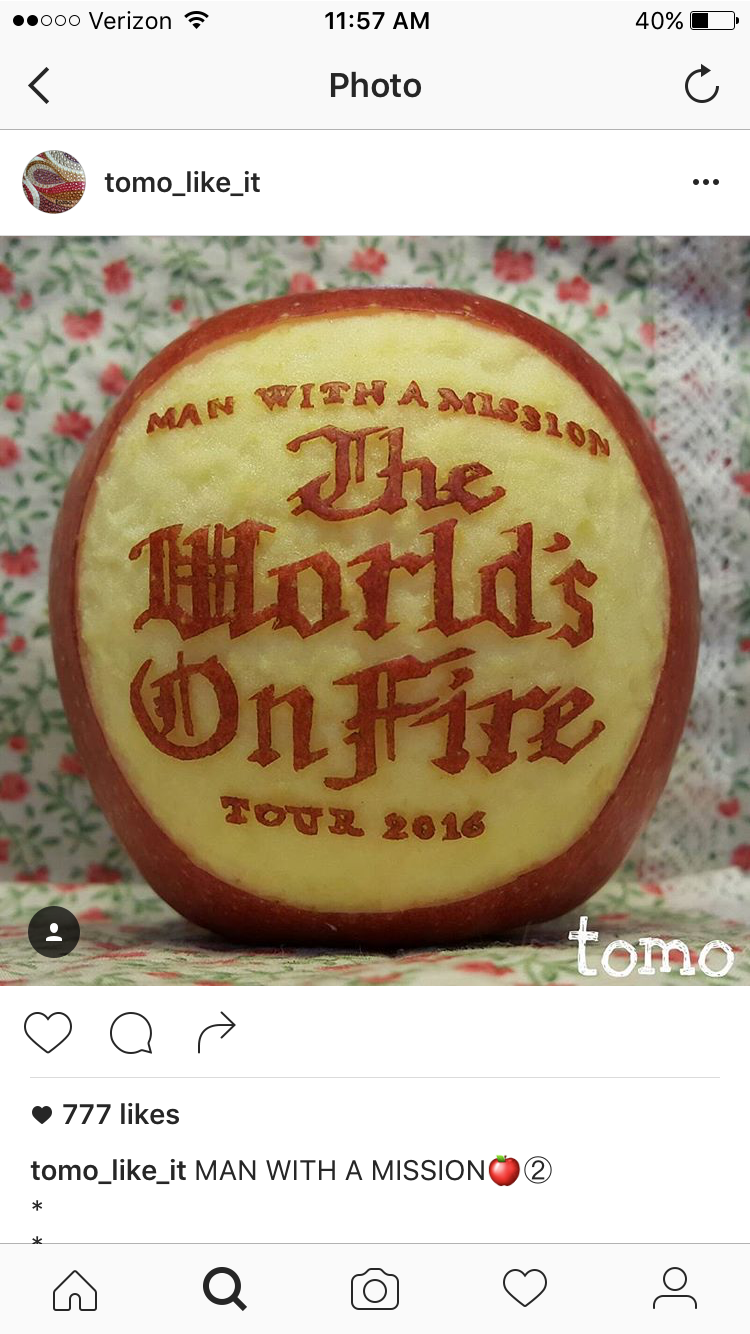 Verizon 11:57 AM 40%
Photo
tomo_like_it
MAN WITH A MISSION
The
World's
On Fire
TOUR 2016
tomo
777 likes
tomo_like_it MAN WITH A MISSION🍎②
*
*